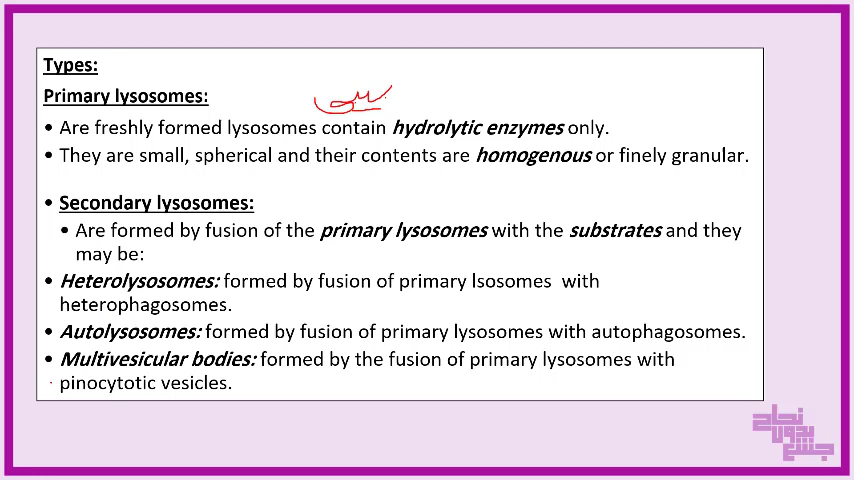 Types:
Primary lysosomes:
• Are freshly formed lysosomes contain hydrolytic enzymes only.
• They are small, spherical and their contents are homogenous or finely granular.
• Secondary lysosomes:
• Are formed by fusion of the primary lysosomes with the substrates and they
may be:
• Heterolysosomes: formed by fusion of primary lsosomes with
heterophagosomes.
• Autolysosomes: formed by fusion of primary lysosomes with autophagosomes.
• Multivesicular bodies: formed by the fusion of primary lysosomes with
pinocytotic vesicles.
نجاح
بدون
جشع